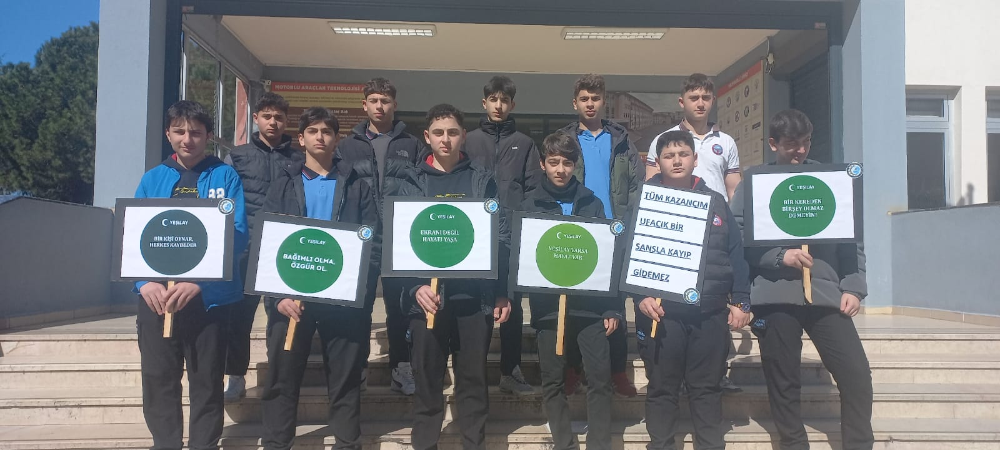 MOTORLU ARAÇLAR TEKNOLOJİSİ
YEŞİLAY
BİR KİŞİ OYNAR,
HERKES KAYBEDER
YEŞİLAY
BAĞIMLI OLMA,
ÖZGÜR OL.
YEŞİLAY
EKRANI DEĞİL
HAYATI YAŞA
YEŞİLAY
YEŞİLAY VARSA
HAYAT VAR
TÜM KAZANCIM
UFACIK BİR
SANSLA KAYIP
GİDEMEZ
YEŞİLAY
BİR KEREDEN
BİRŞEY OLMAZ
DEMEYİN!